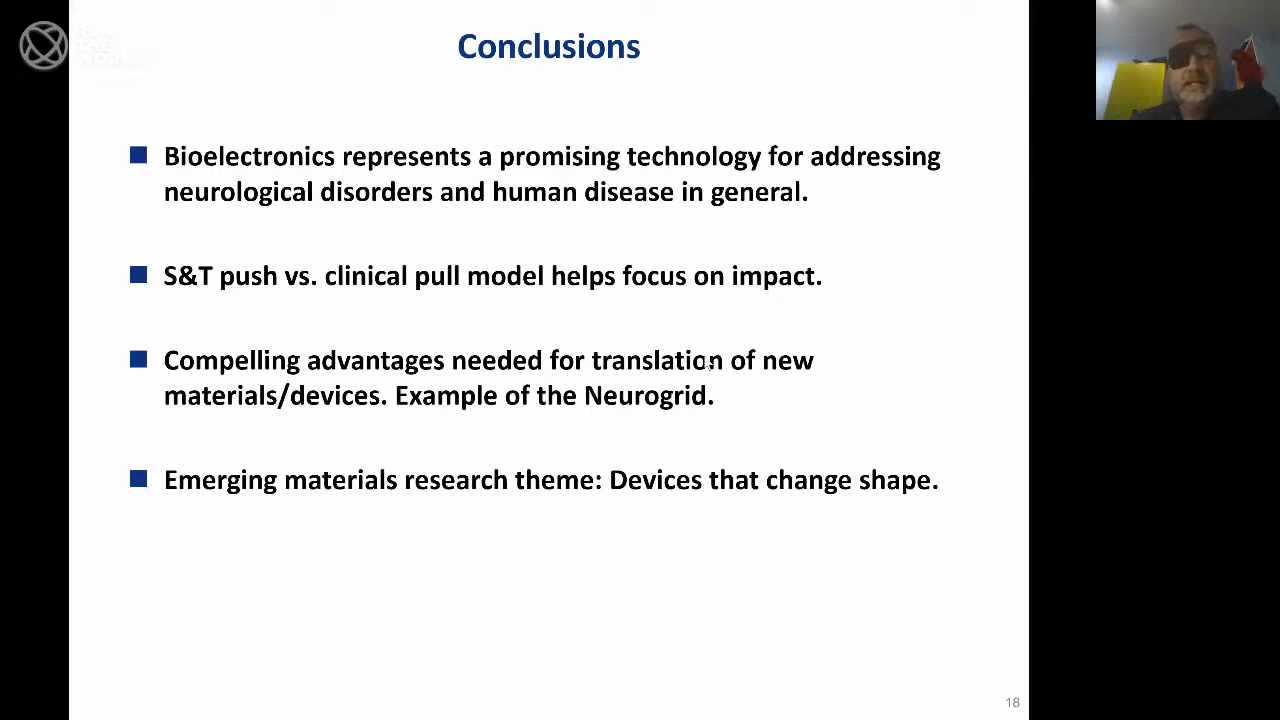 Conclusions
Bioelectronics represents a promising technology for addressing
neurological disorders and human disease in general.
S&T push vs. clinical pull model helps focus on impact.
Compelling advantages needed for translation of new
materials/devices. Example of the Neurogrid.
Emerging materials research theme: Devices that change shape.
18